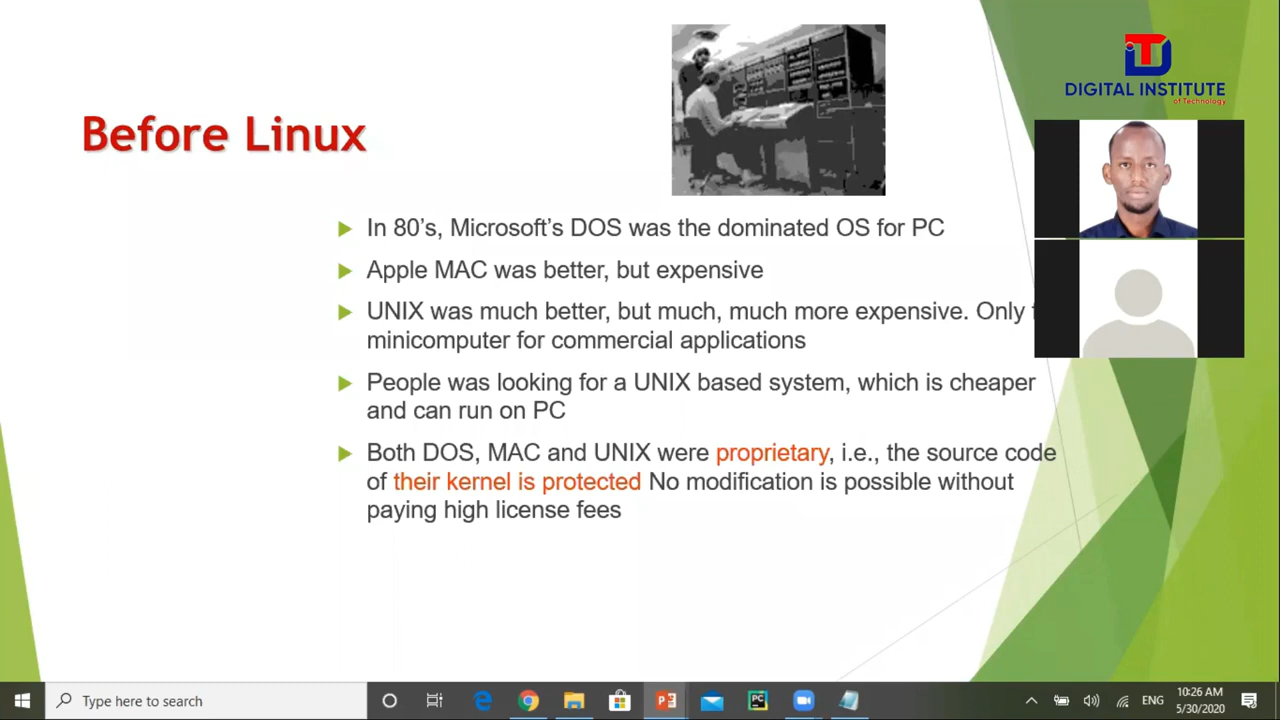 Before Linux
DIGITAL INSTITUTE
of Technology
In 80's, Microsoft's DOS was the dominated OS for PC
Apple MAC was better, but expensive
UNIX was much better, but much, much more expensive. Only
minicomputer for commercial applications
People was looking for a UNIX based system, which is cheaper
and can run on PC
Both DOS, MAC and UNIX were proprietary, i.e., the source code
of their kernel is protected No modification is possible without
paying high license fees
Type here to search
ENG
10:26 AM
5/30/2020